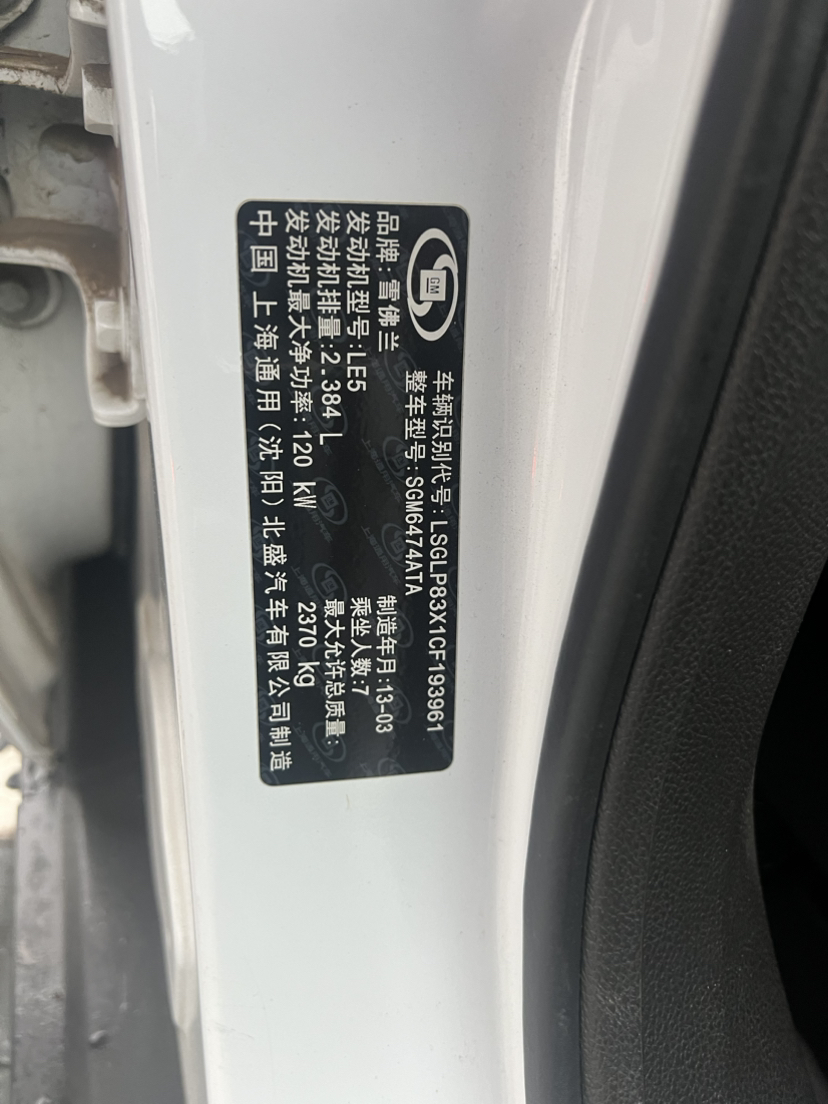 GM
车辆识别代号:LSGLP83X1CF193961
整车型号:SGM6474ATA
品牌:雪佛兰 制造年月:13-03
发动机型号:LE5 乘坐人数:7
发动机排量:2.384 L 最大允许总质量:
发动机最大净功率:120 kW 2370 kg
中国 上海通用(沈阳)北盛汽车有限公司制造